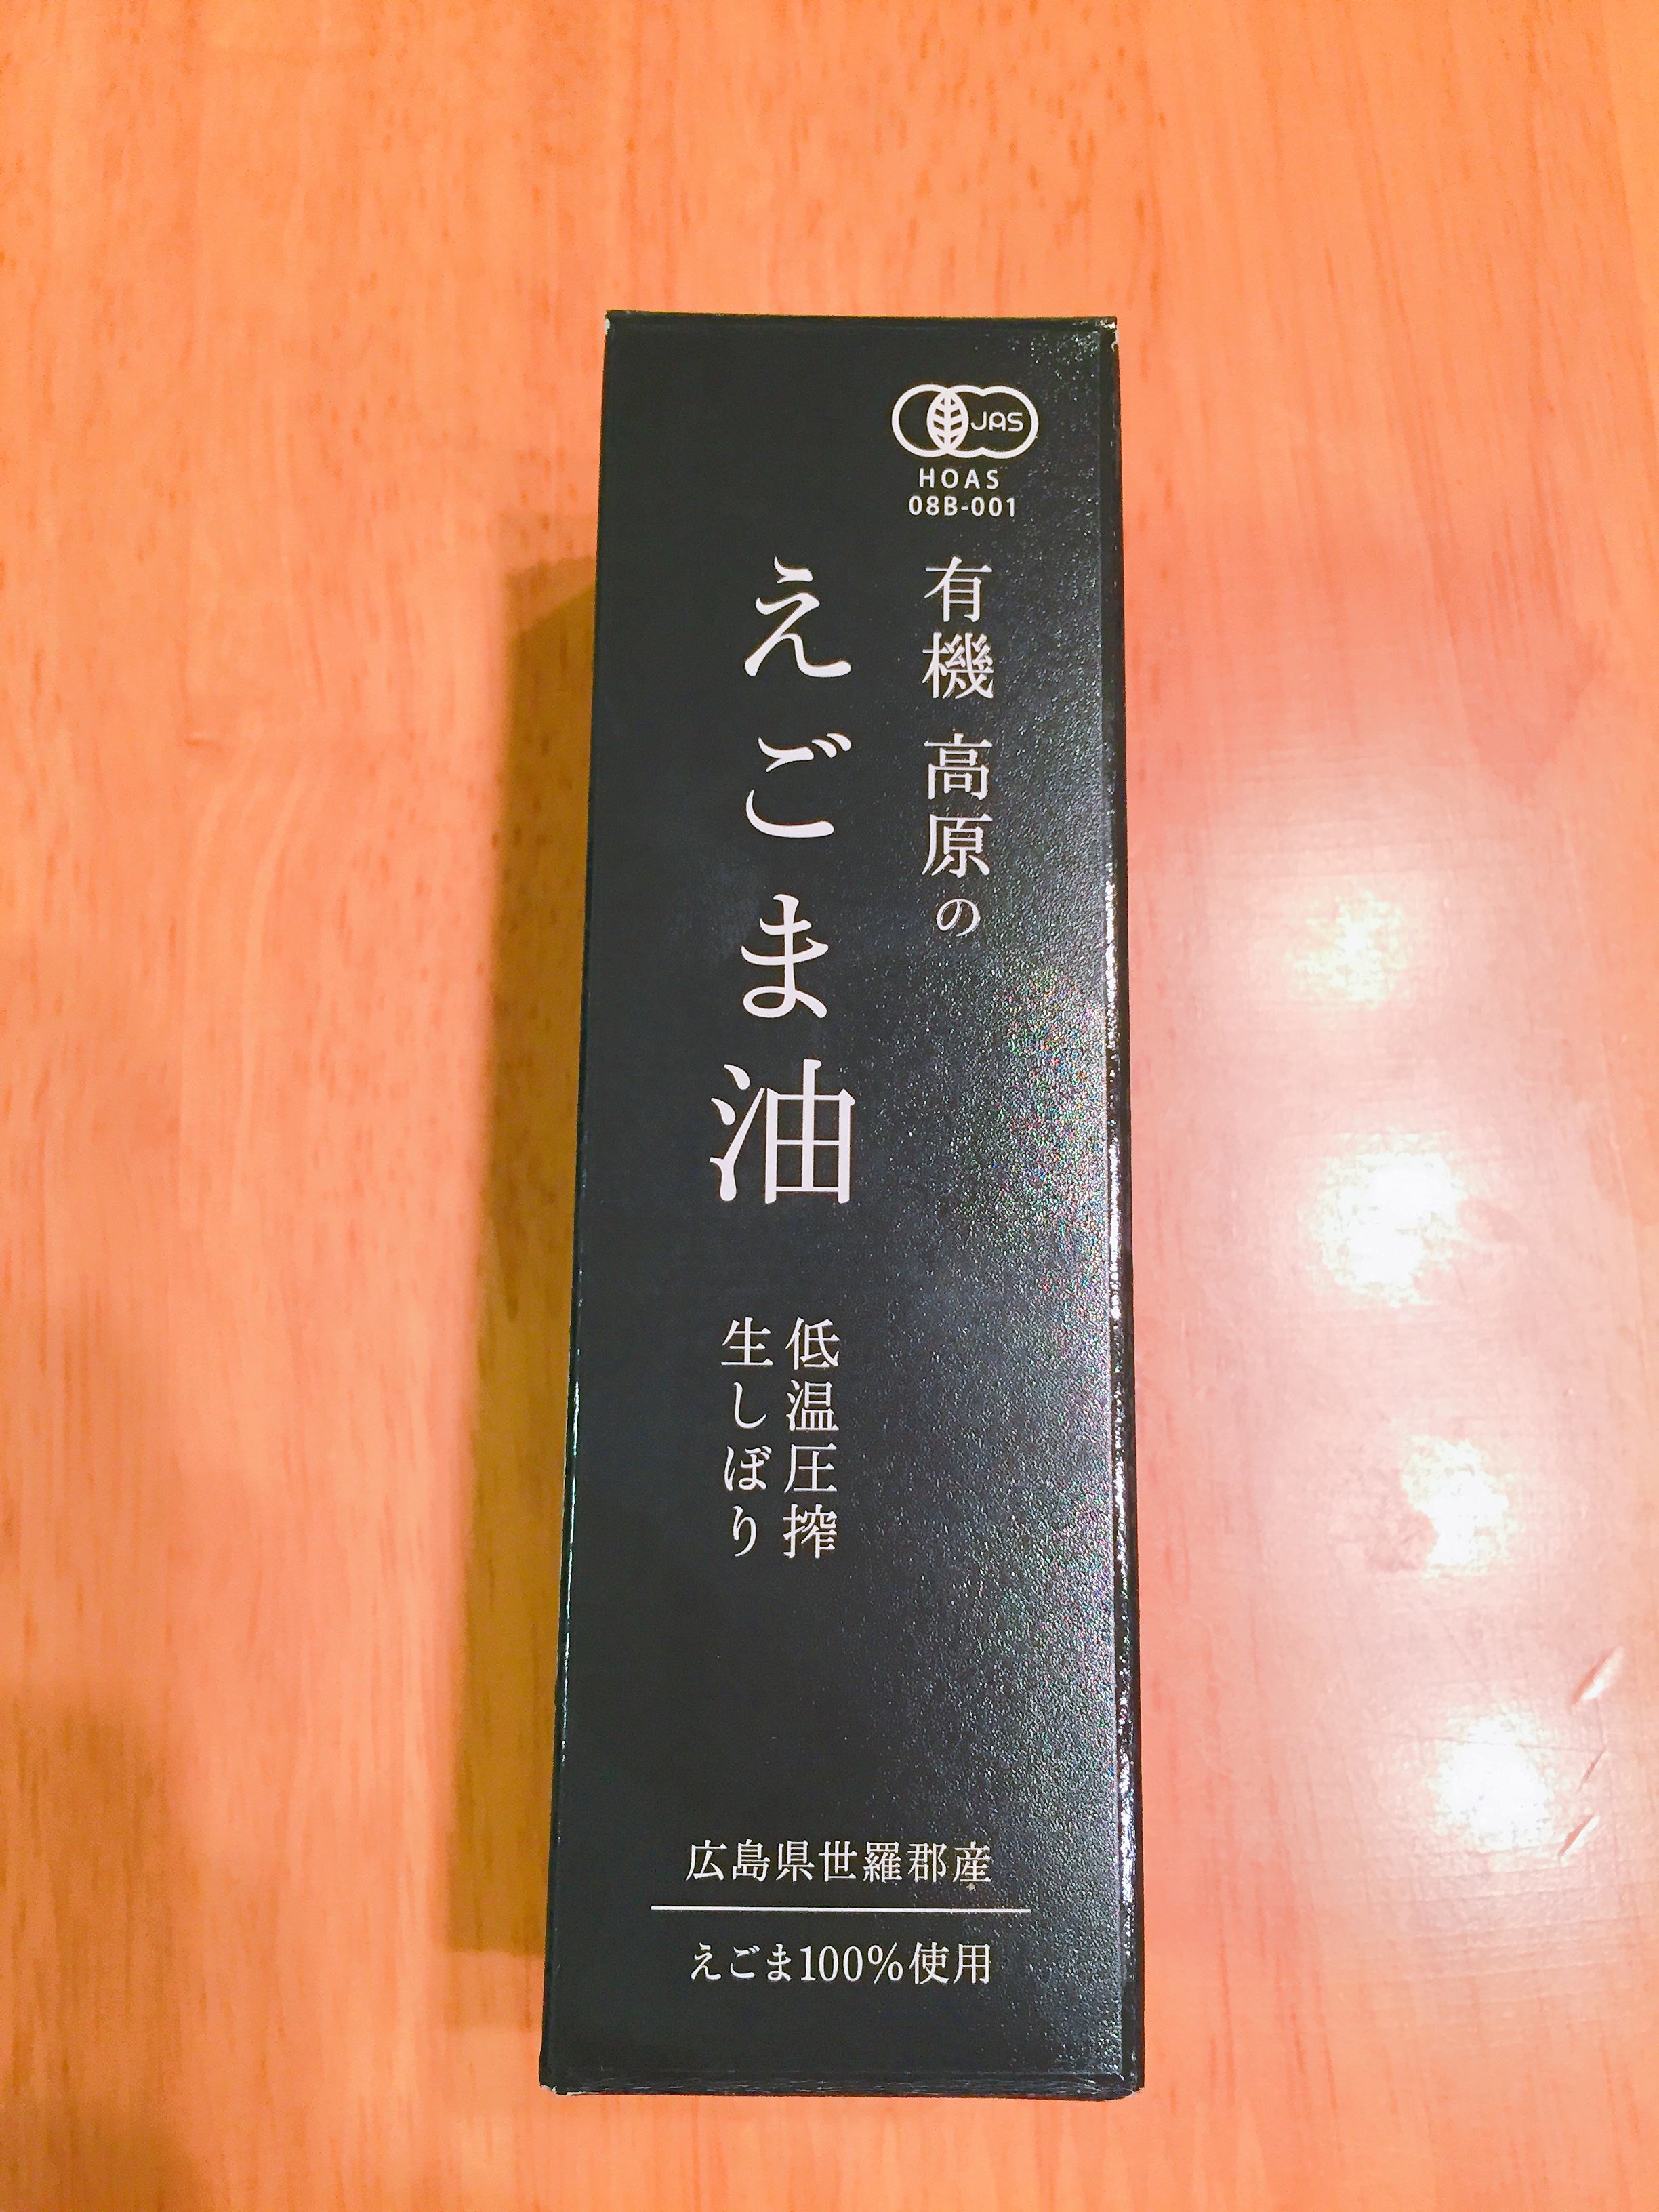 JAS
HOAS
08B-001
有機 高原の
えごま油
低温圧搾
生しぼり
広島県世羅郡産
えごま100%使用